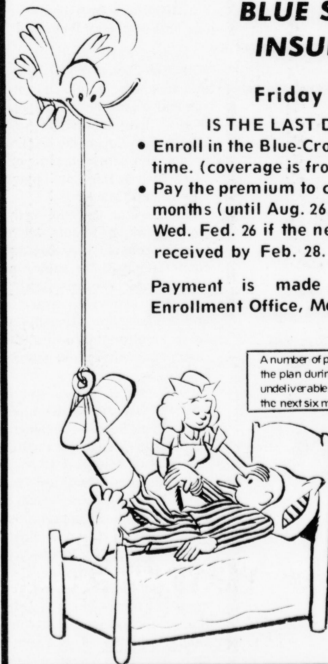 BLUE S
INSU
Friday
IS THE LAST D
• Enroll in the Blue-Cro
time. (coverage is fro
• Pay the premium to c
months (until Aug. 26
Wed. Fed. 26 if the ne
received by Feb. 28.
Payment is made
Enrollment Office, Me
A number of p
the plan durin
undeliverable
the next six m